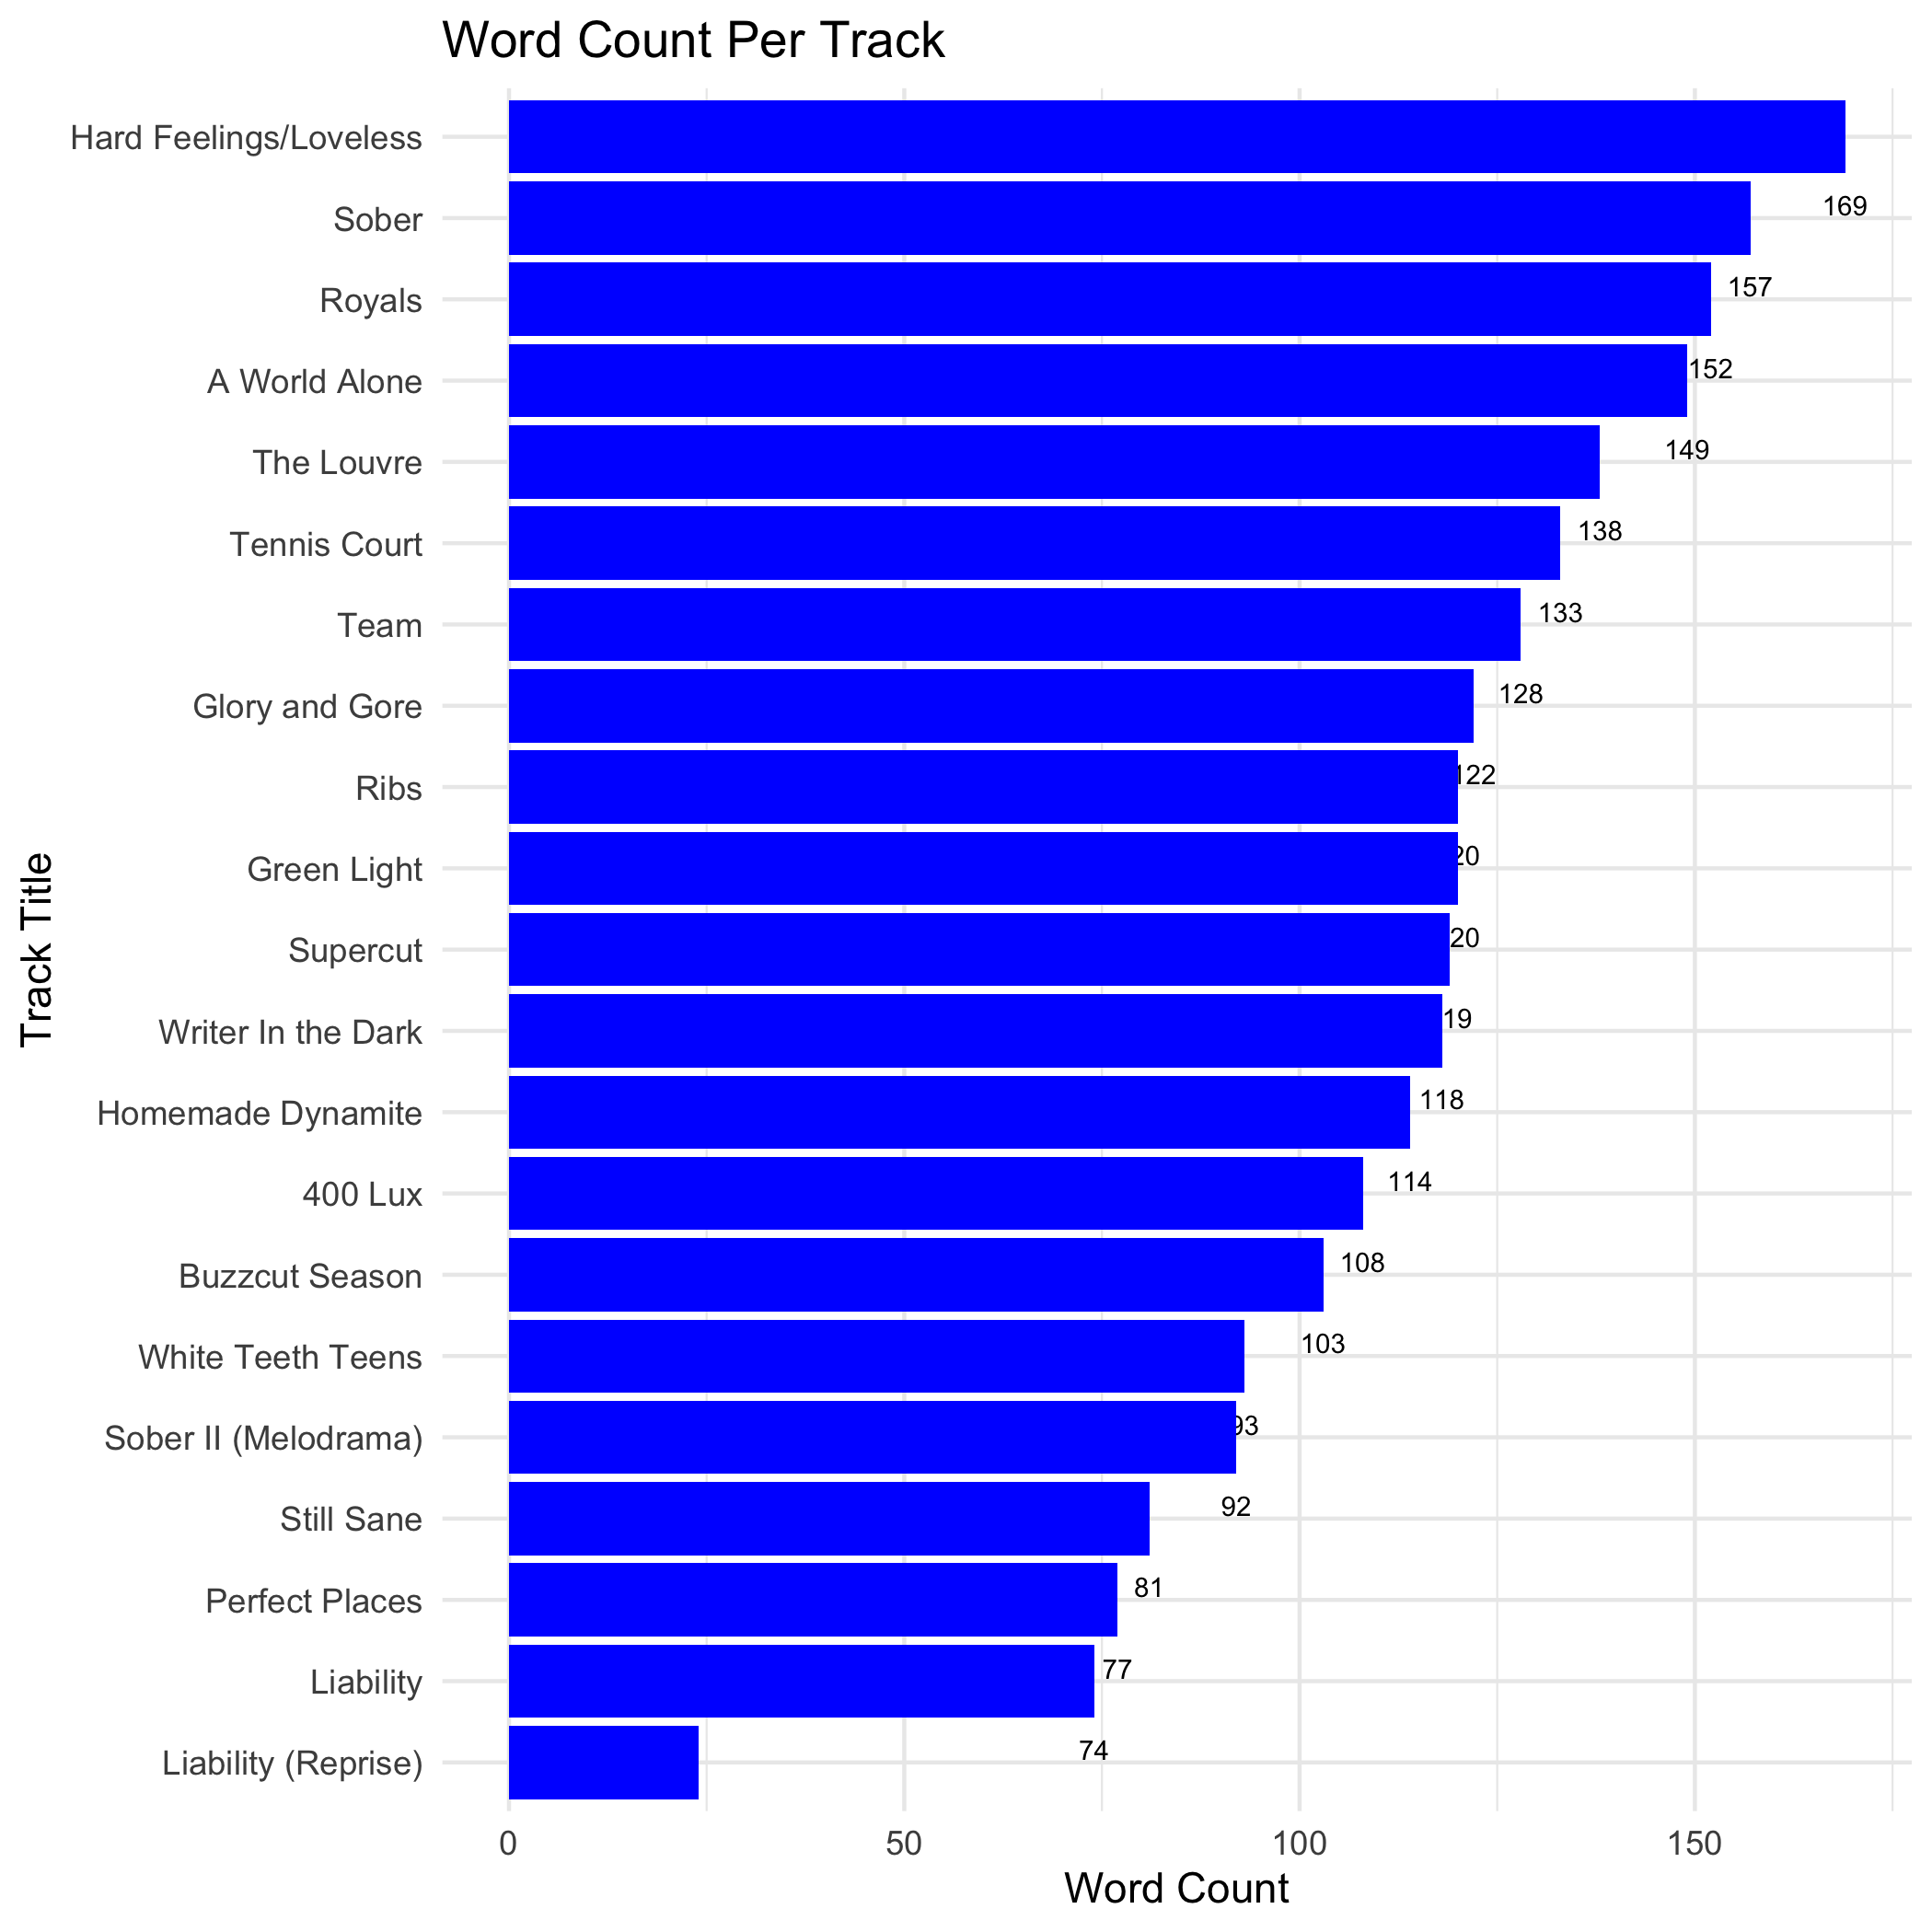 Word Count Per Track
Hard Feelings/Loveless
Sober
169
Royals
157
A World Alone
152
The Louvre
149
Tennis Court
138
Team
133
Glory and Gore
128
Ribs
122
Green Light
20
Supercut
20
Writer In the Dark
19
Homemade Dynamite
118
400 Lux
114
Buzzcut Season
108
White Teeth Teens
103
Sober II (Melodrama)
93
Still Sane
92
Perfect Places
81
Liability
77
Liability (Reprise)
74
Track Title
0 50 100 150
Word Count